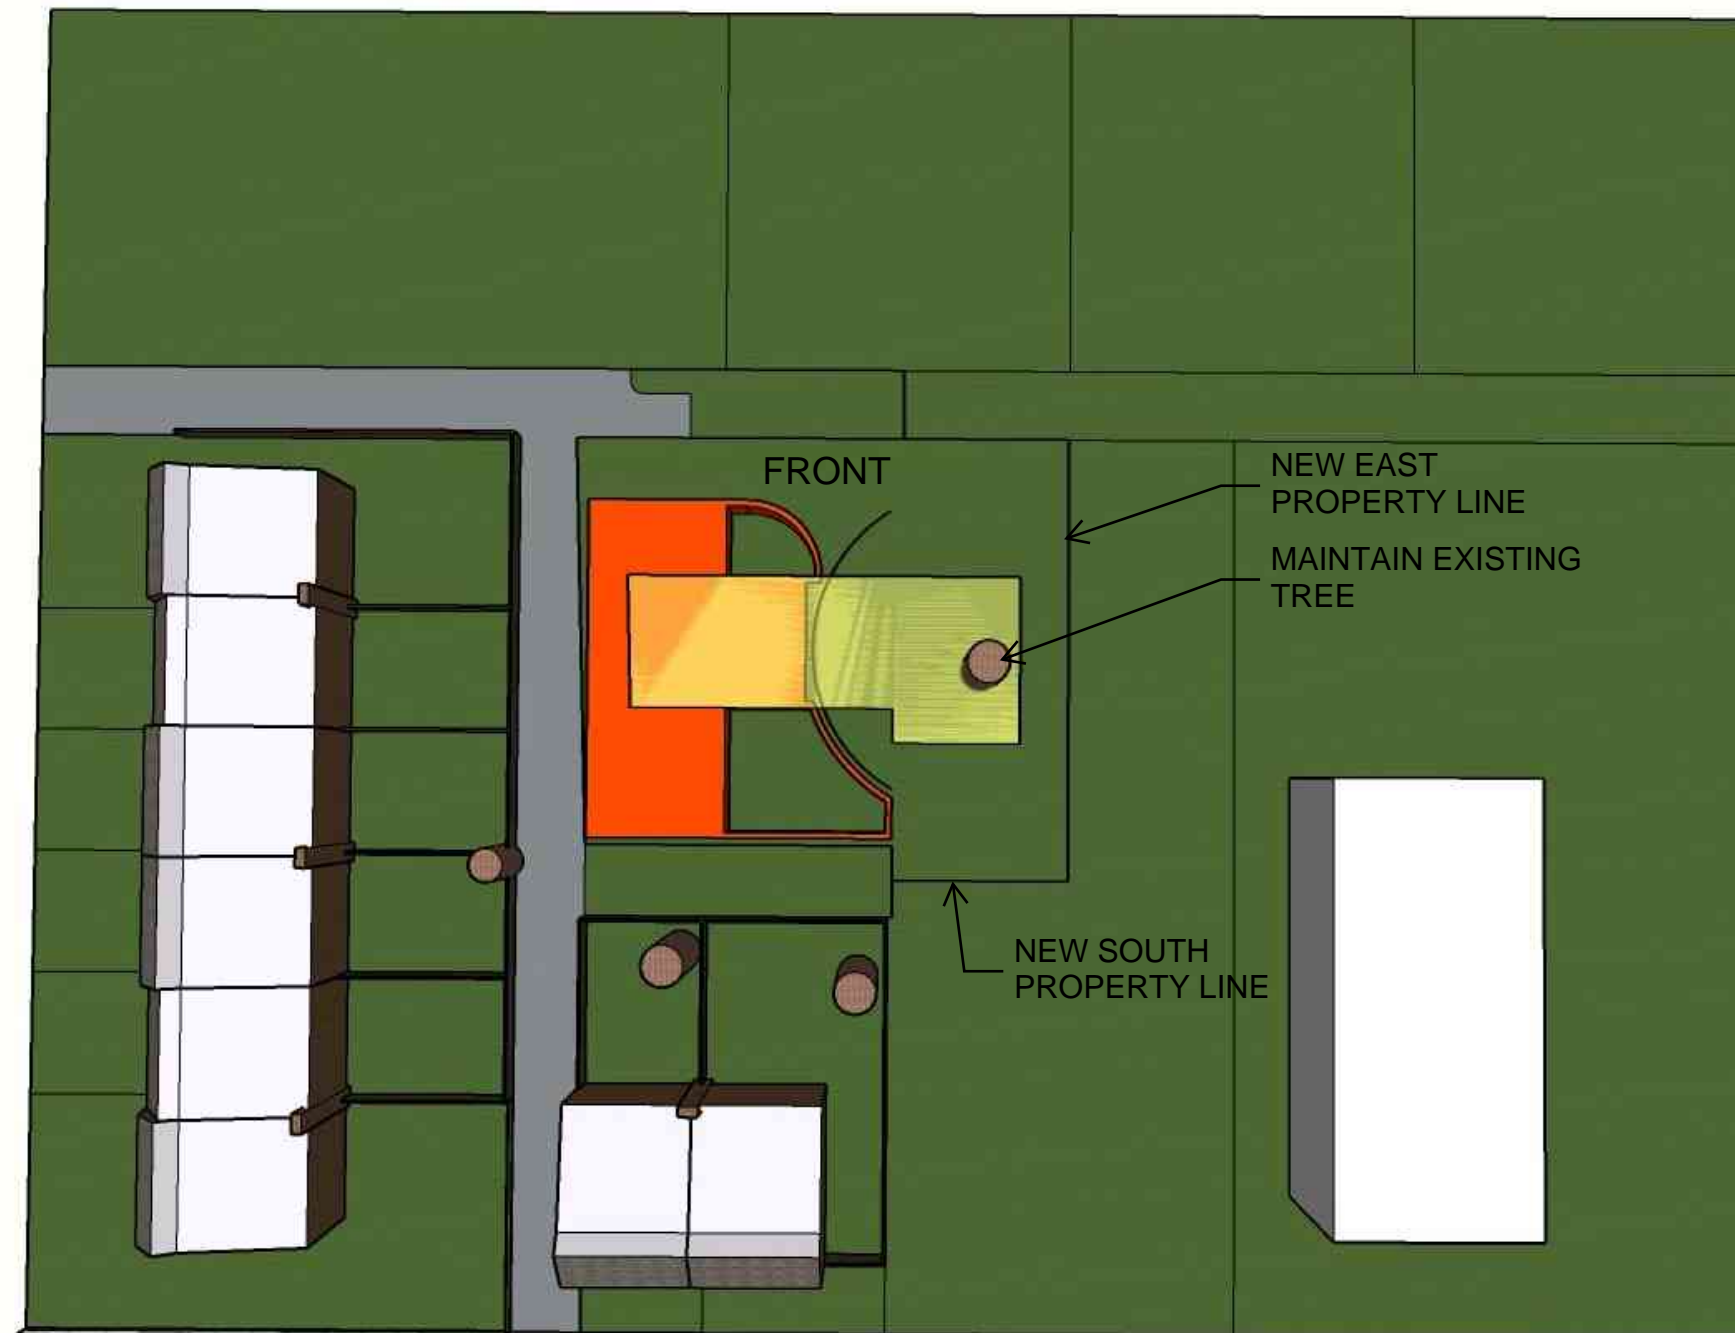 FRONT
NEW EAST
PROPERTY LINE
MAINTAIN EXISTING
TREE
NEW SOUTH
PROPERTY LINE